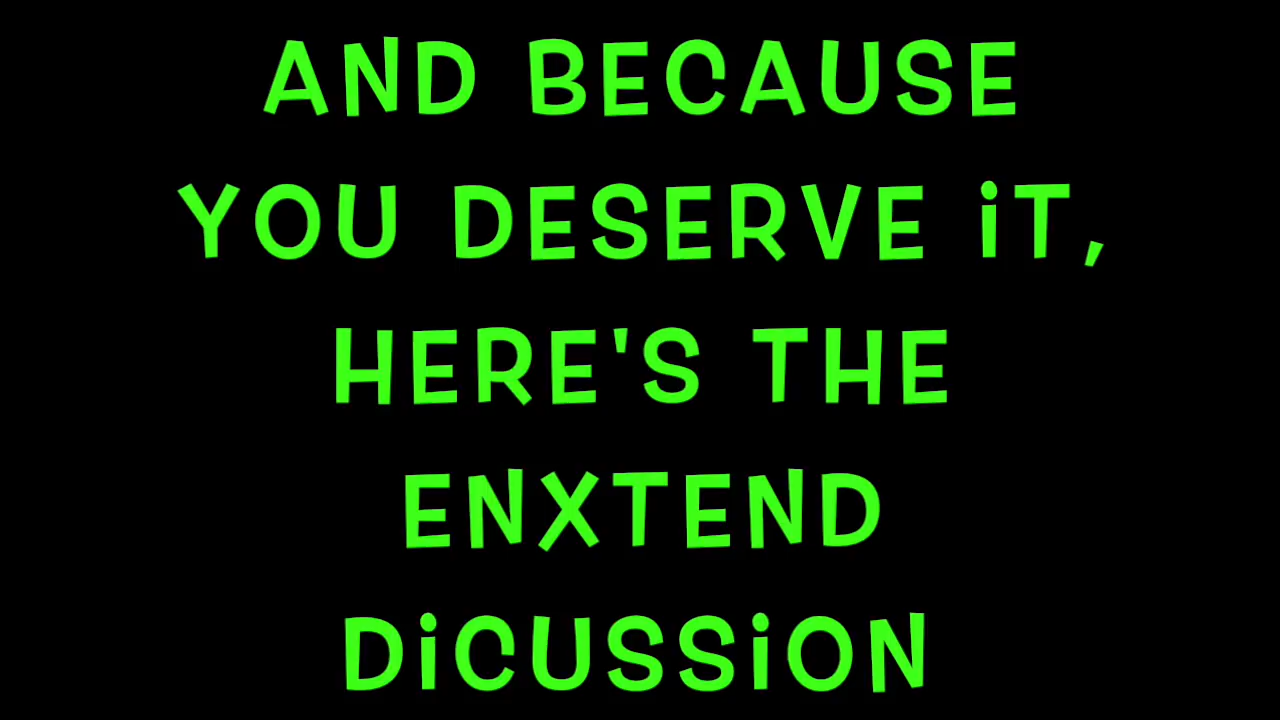 AND BECAUSE
YOU DESERVE iT,
HERE'S THE
ENXTEND
DiCUSSiON